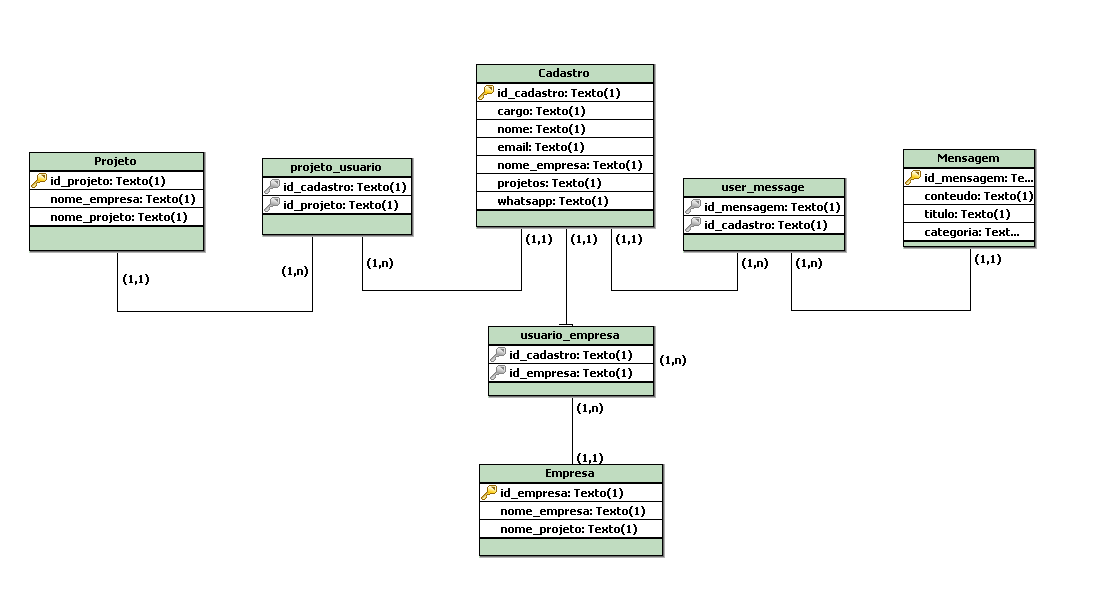 Cadastro
id_cadastro: Texto(1)
cargo: Texto(1)
nome: Texto(1)
email: Texto(1)
nome_empresa: Texto(1)
projetos: Texto(1)
whatsapp: Texto(1)
(1,1)
(1,1)
(1,1)
Projeto
id_projeto: Texto(1)
nome_empresa: Texto(1)
nome_projeto: Texto(1)
(1,1)
projeto_usuario
id_cadastro: Texto(1)
id_projeto: Texto(1)
(1,n)
(1,n)
user_message
id_mensagem: Texto(1)
id_cadastro: Texto(1)
(1,n)
(1,n)
Mensagem
id_mensagem: Te...
conteudo: Texto(1)
titulo: Texto(1)
categoria: Text...
(1,1)
usuario_empresa
id_cadastro: Texto(1)
id_empresa: Texto(1)
(1,n)
(1,n)
(1,1)
Empresa
id_empresa: Texto(1)
nome_empresa: Texto(1)
nome_projeto: Texto(1)